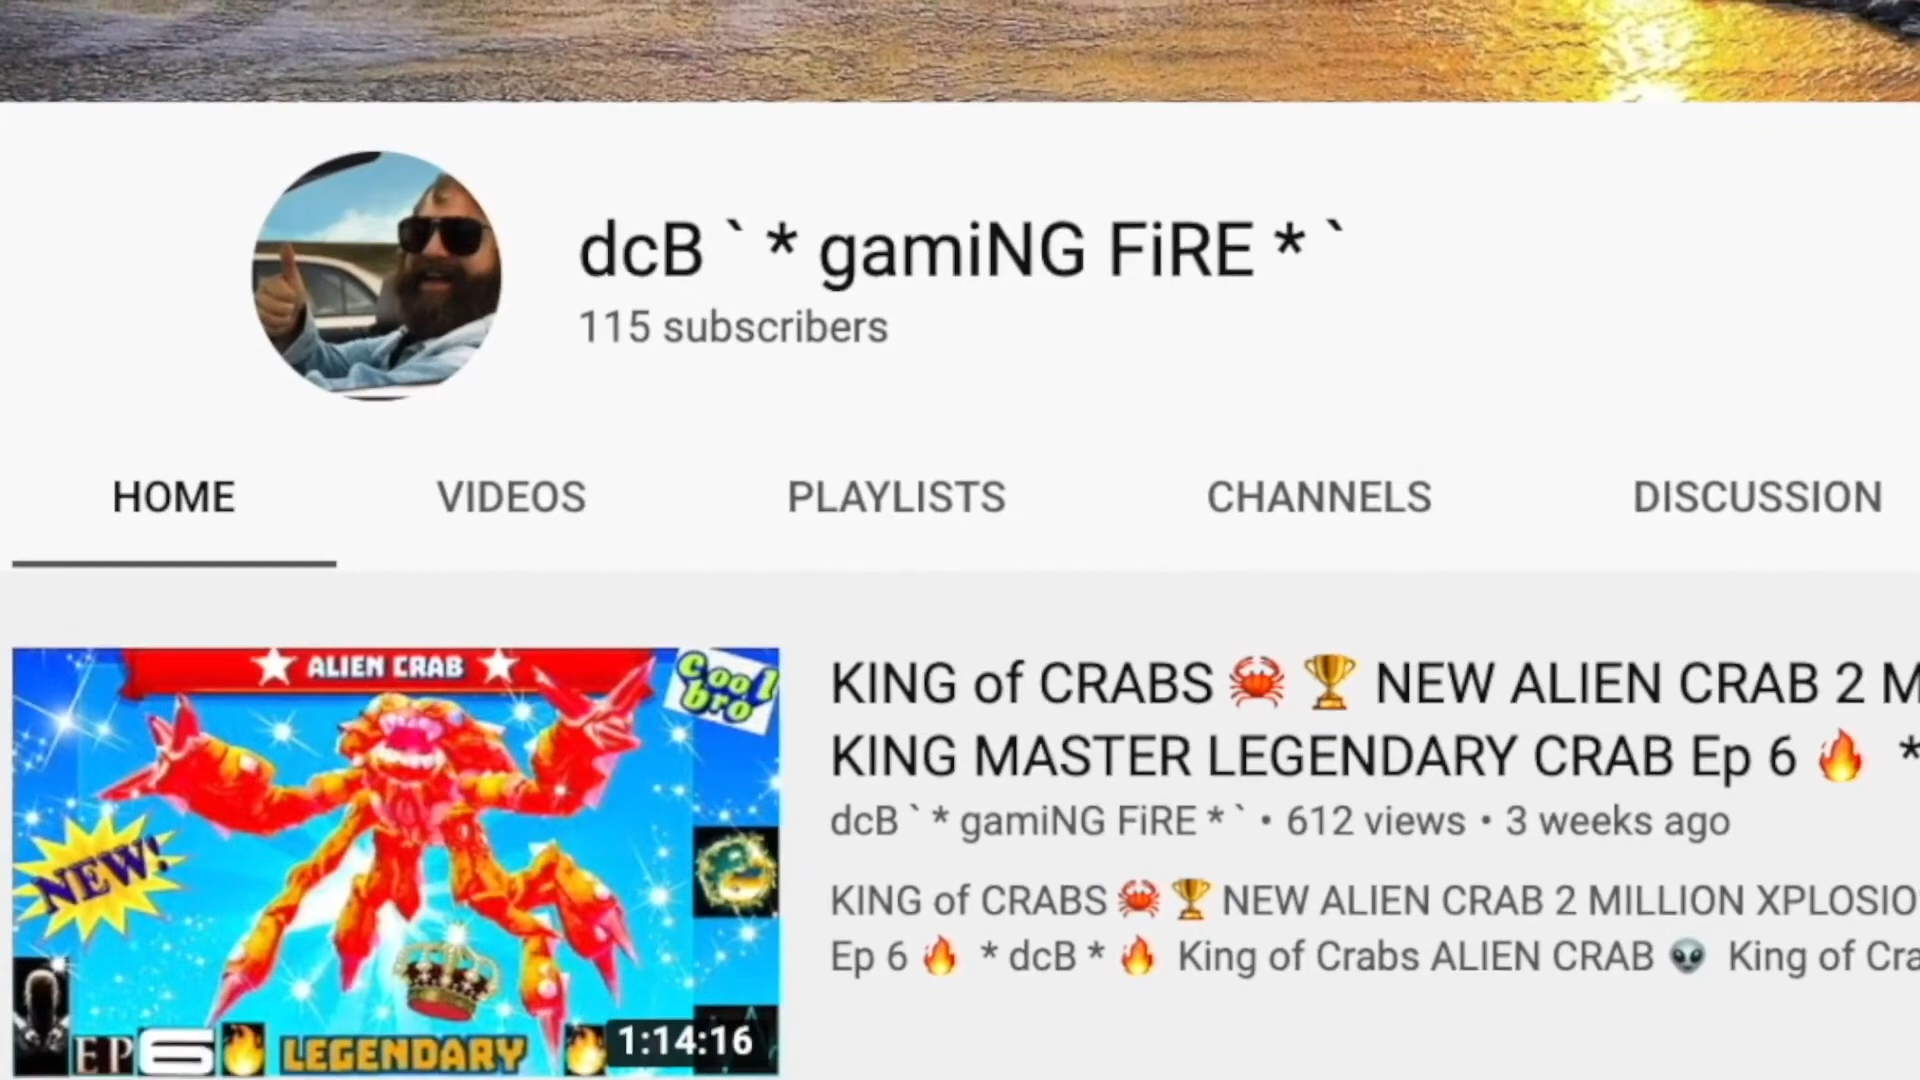 dcB ` * gamiNG FiRE * `
115 subscribers
HOME VIDEOS PLAYLISTS CHANNELS DISCUSSION
ALIEN CRAB
Cool
bro
NEW!
EP 6 LEGENDARY
1:14:16
KING of CRABS 🦀 🏆 NEW ALIEN CRAB 2 M
KING MASTER LEGENDARY CRAB Ep 6 🔥 *
dcB ` * gamiNG FiRE * ` • 612 views • 3 weeks ago
KING of CRABS 🦀 🏆 NEW ALIEN CRAB 2 MILLION XPLOSIO
Ep 6 🔥 * dcB * 🔥 King of Crabs ALIEN CRAB 👽 King of Cra